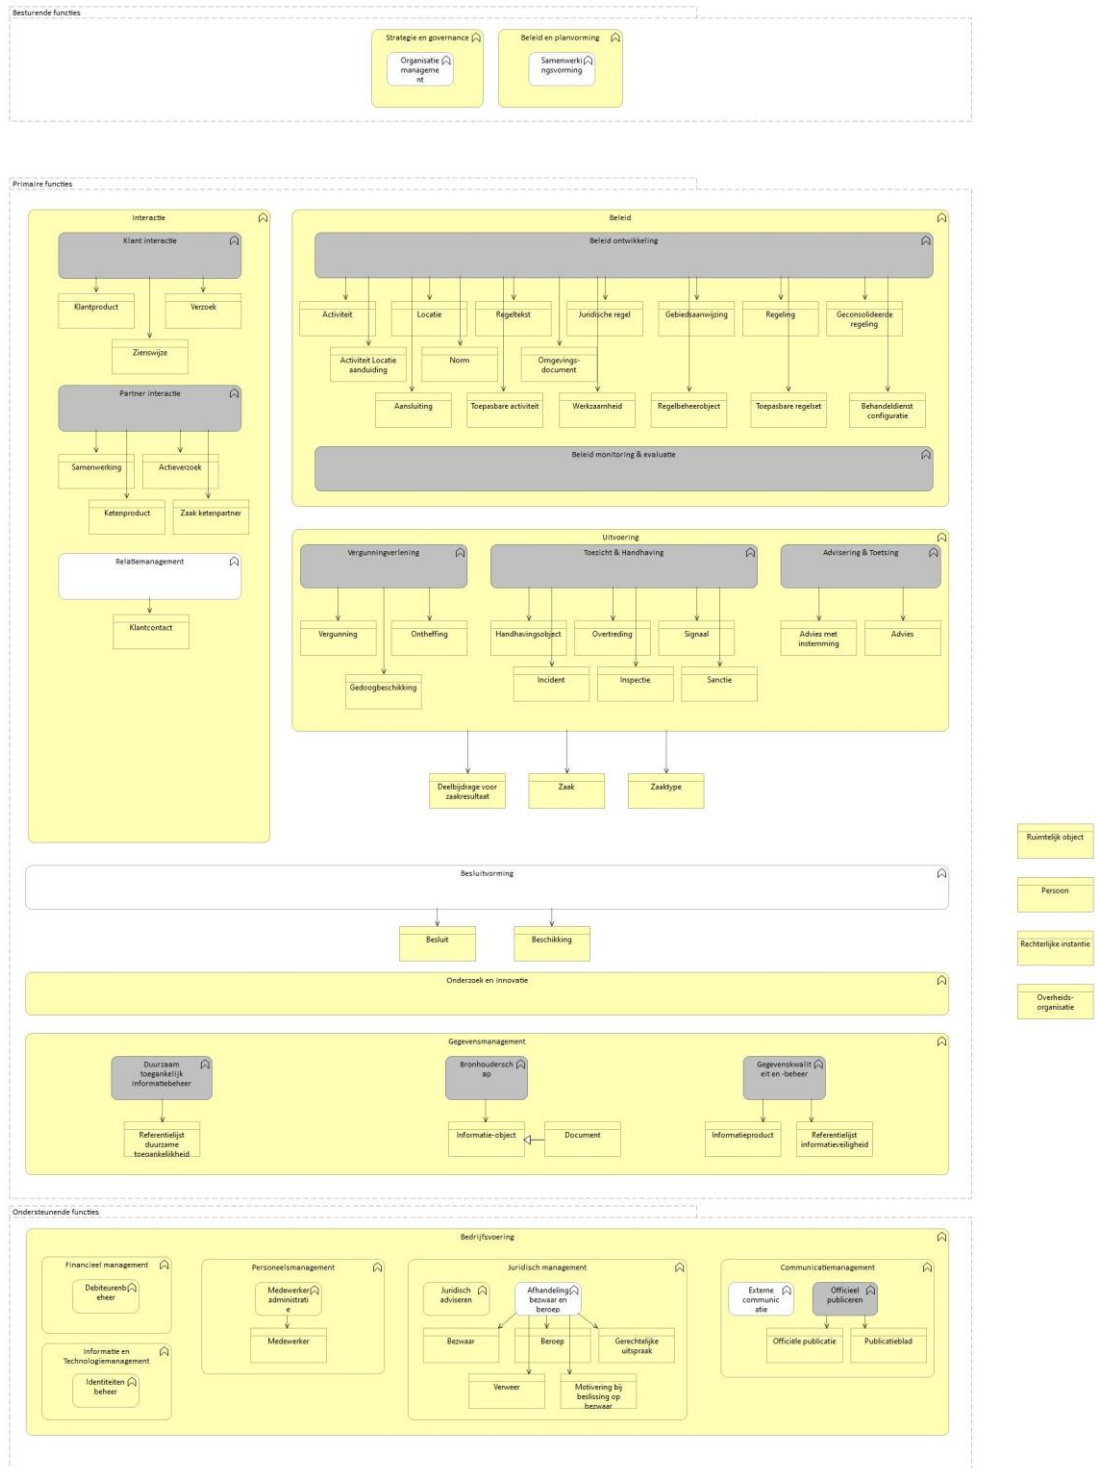 Besturende functies
Strategie en governance
Organisatie
manageme
nt
Beleid en planvorming
Samenwerki
ngsvorming
Primaire functies
Interactie
Klant interactie
Klantproduct
Verzoek
Zienswijze
Partner interactie
Samenwerking
Actieverzoek
Ketenproduct
Zaak ketenpartner
Relatiemanagement
Klantcontact
Beleid
Beleid ontwikkeling
Activiteit
Locatie
Regeltekst
Juridische regel
Gebiedsaanwijzing
Regeling
Geconsolideerde
regeling
Activiteit Locatie
aanduiding
Norm
Omgevings-
document
Aansluiting
Toepasbare activiteit
Werkzaamheid
Regelbeheerobject
Toepasbare regelset
Behandeldienst
configuratie
Beleid monitoring & evaluatie
Uitvoering
Vergunningverlening
Vergunning
Ontheffing
Gedoogbeschikking
Toezicht & Handhaving
Handhavingsobject
Overtreding
Signaal
Incident
Inspectie
Sanctie
Advisering & Toetsing
Advies met
instemming
Advies
Deelbijdrage voor
zaakresultaat
Zaak
Zaaktype
Ruimtelijk object
Persoon
Rechterlijke instantie
Overheids-
organisatie
Besluitvorming
Besluit
Beschikking
Onderzoek en innovatie
Gegevensmanagement
Duurzaam
toegankelijk
informatiebeheer
Referentielijst
duurzame
toegankelijkheid
Bronhoudersch
ap
Informatie-object
Document
Gegevenskwalit
eit en -beheer
Informatieproduct
Referentielijst
informatieveiligheid
Ondersteunende functies
Bedrijfsvoering
Financieel management
Debiteurenb
eheer
Informatie en
Technologiemanagement
Identiteiten
beheer
Personeelsmanagement
Medewerker
administrati
e
Medewerker
Juridisch management
Juridisch
adviseren
Afhandeling
bezwaar en
beroep
Bezwaar
Beroep
Gerechtelijke
uitspraak
Verweer
Motivering bij
beslissing op
bezwaar
Communicatiemanagement
Externe
communic
atie
Officieel
publiceren
Officiële publicatie
Publicatieblad